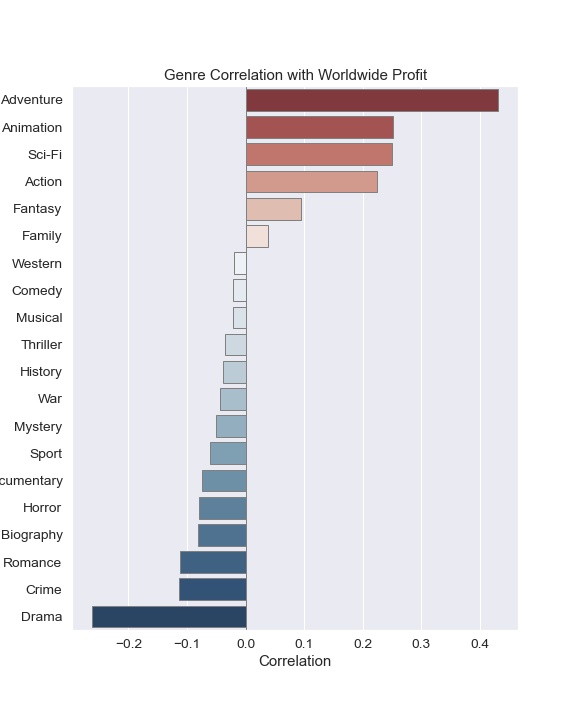 Genre Correlation with Worldwide Profit
Adventure
Animation
Sci-Fi
Action
Fantasy
Family
Western
Comedy
Musical
Thriller
History
War
Mystery
Sport
cumentary
Horror
Biography
Romance
Crime
Drama
−0.2 −0.1 0.0 0.1 0.2 0.3 0.4
Correlation